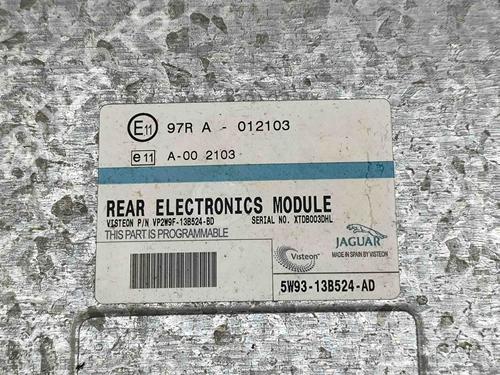 E11 97R A - 012103
e11 A-00 2103
REAR ELECTRONICS MODULE
VISTEON P/N VP2W9F-13B524-BD SERIAL NO. XTDB003DHL
THIS PART IS PROGRAMMABLE
Visteon
JAGUAR
MADE IN SPAIN BY VISTEON
5W93-13B524-AD